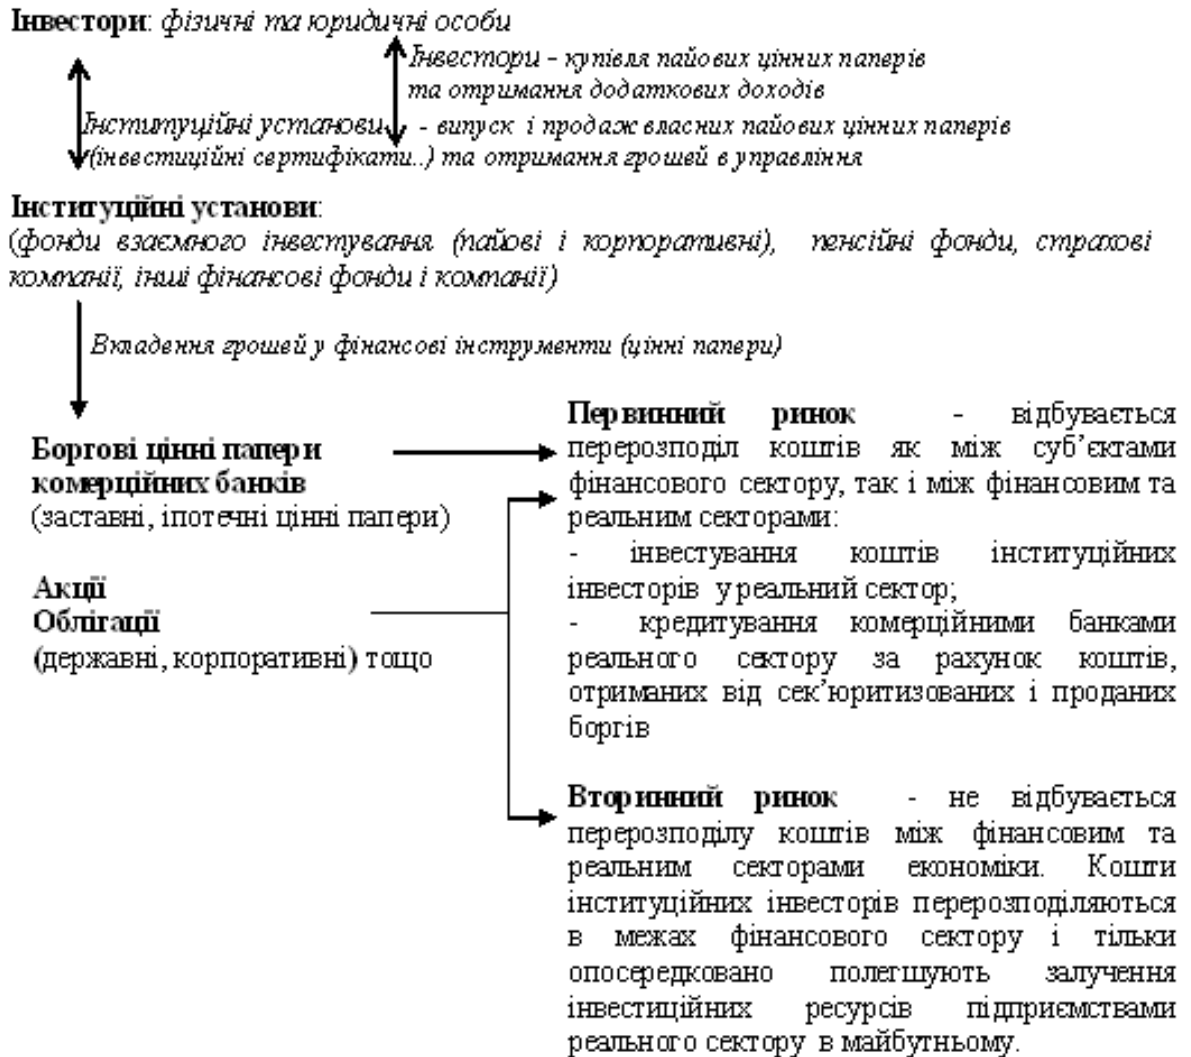 Інвестори: фізичні та юридичні особи
Інвестори - купівля пайових цінних паперів
та отримання додаткових доходів
Інституційні установи - випуск і продаж власних пайових цінних паперів
(інвестиційні сертифікати..) та отримання грошей в управління
Інституційні установи:
(фонди взаємного інвестування (пайові і корпоративні), пенсійні фонди, страхові
компанії, інші фінансові фонди і компанії)
Вкладення грошей у фінансові інструменти (цінні папери)
Боргові цінні папери
комерційних банків
(заставні, іпотечні цінні папери)
Акції
Облігації
(державні, корпоративні) тощо
Первинний ринок - відбувається
перерозподіл коштів як між суб’єктами
фінансового сектору, так і між фінансовим та
реальним секторами:
- інвестування коштів інституційних
інвесторів у реальний сектор;
- кредитування комерційними банками
реального сектору за рахунок коштів,
отриманих від сек’юритизованих і проданих
боргів
Вторинний ринок - не відбувається
перерозподілу коштів між фінансовим та
реальним секторами економіки. Кошти
інституційних інвесторів перерозподіляються
в межах фінансового сектору і тільки
опосередковано полегшують залучення
інвестиційних ресурсів підприємствами
реального сектору в майбутньому.